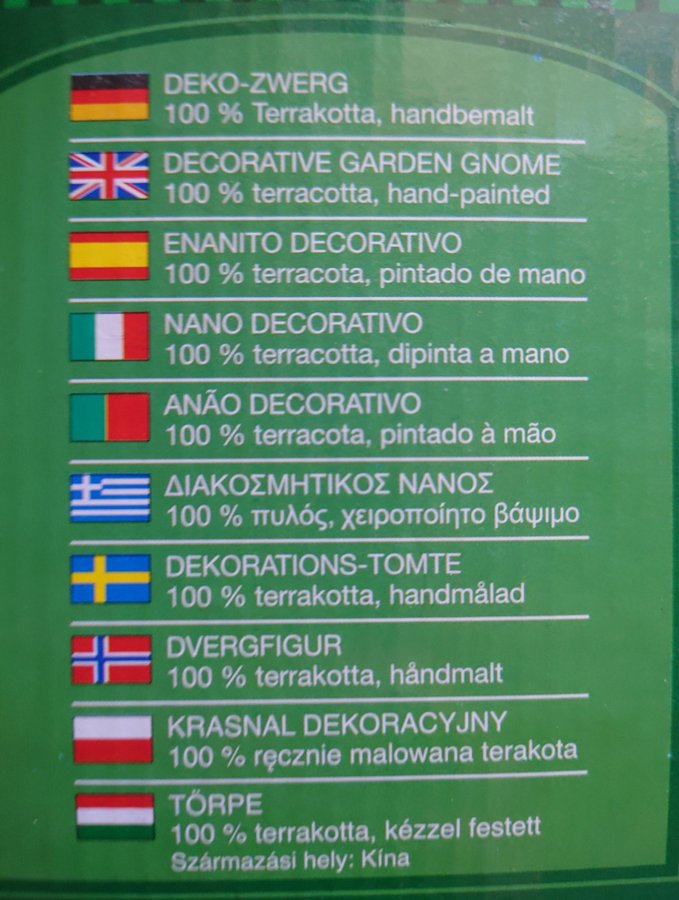 DEKO-ZWERG
100 % Terrakotta, handbemalt
DECORATIVE GARDEN GNOME
100 % terracotta, hand-painted
ENANITO DECORATIVO
100 % terracota, pintado de mano
NANO DECORATIVO
100 % terracotta, dipinta a mano
ANÃO DECORATIVO
100 % terracota, pintado à mão
ΔΙΑΚΟΣΜΗΤΙΚΟΣ ΝΑΝΟΣ
100 % πυλός, χειροποίητο βάψιμο
DEKORATIONS-TOMTE
100 % terrakotta, handmålad
DVERGFIGUR
100 % terrakotta, håndmalt
KRASNAL DEKORACYJNY
100 % ręcznie malowana terakota
TÖRPE
100 % terrakotta, kézzel festett
Származási hely: Kína